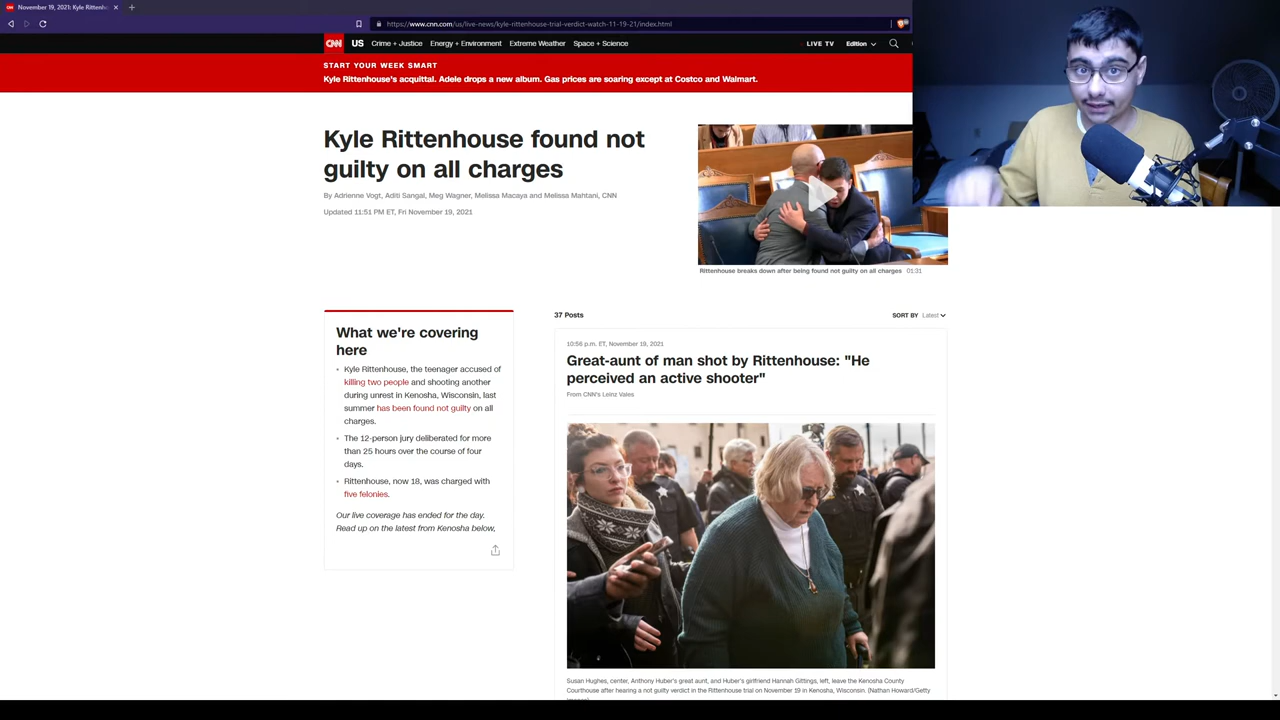 November 19, 2021: Kyle Rittenh
https://www.cnn.com/us/live-news/kyle-rittenhouse-trial-verdict-watch-11-19-21/index.html
CNN US Crime + Justice Energy + Environment Extreme Weather Space + Science LIVE TV Edition
START YOUR WEEK SMART
Kyle Rittenhouse's acquittal. Adele drops a new album. Gas prices are soaring except at Costco and Walmart.
Kyle Rittenhouse found not
guilty on all charges
By Adrienne Vogt, Aditi Sangal, Meg Wagner, Melissa Macaya and Melissa Mahtani, CNN
Updated 11:51 PM ET, Fri November 19, 2021
Rittenhouse breaks down after being found not guilty on all charges 01:31
What we're covering
here
Kyle Rittenhouse, the teenager accused of
killing two people and shooting another
during unrest in Kenosha, Wisconsin, last
summer has been found not guilty on all
charges.
The 12-person jury deliberated for more
than 25 hours over the course of four
days.
Rittenhouse, now 18, was charged with
five felonies.
Our live coverage has ended for the day.
Read up on the latest from Kenosha below,
37 Posts
SORT BY Latest
10:56 p.m. ET, November 19, 2021
Great-aunt of man shot by Rittenhouse: "He
perceived an active shooter"
From CNN's Leinz Vales
Susan Hughes, center, Anthony Huber's great aunt, and Huber's girlfriend Hannah Gittings, left, leave the Kenosha County
Courthouse after hearing a not guilty verdict in the Rittenhouse trial on November 19 in Kenosha, Wisconsin. (Nathan Howard/Getty